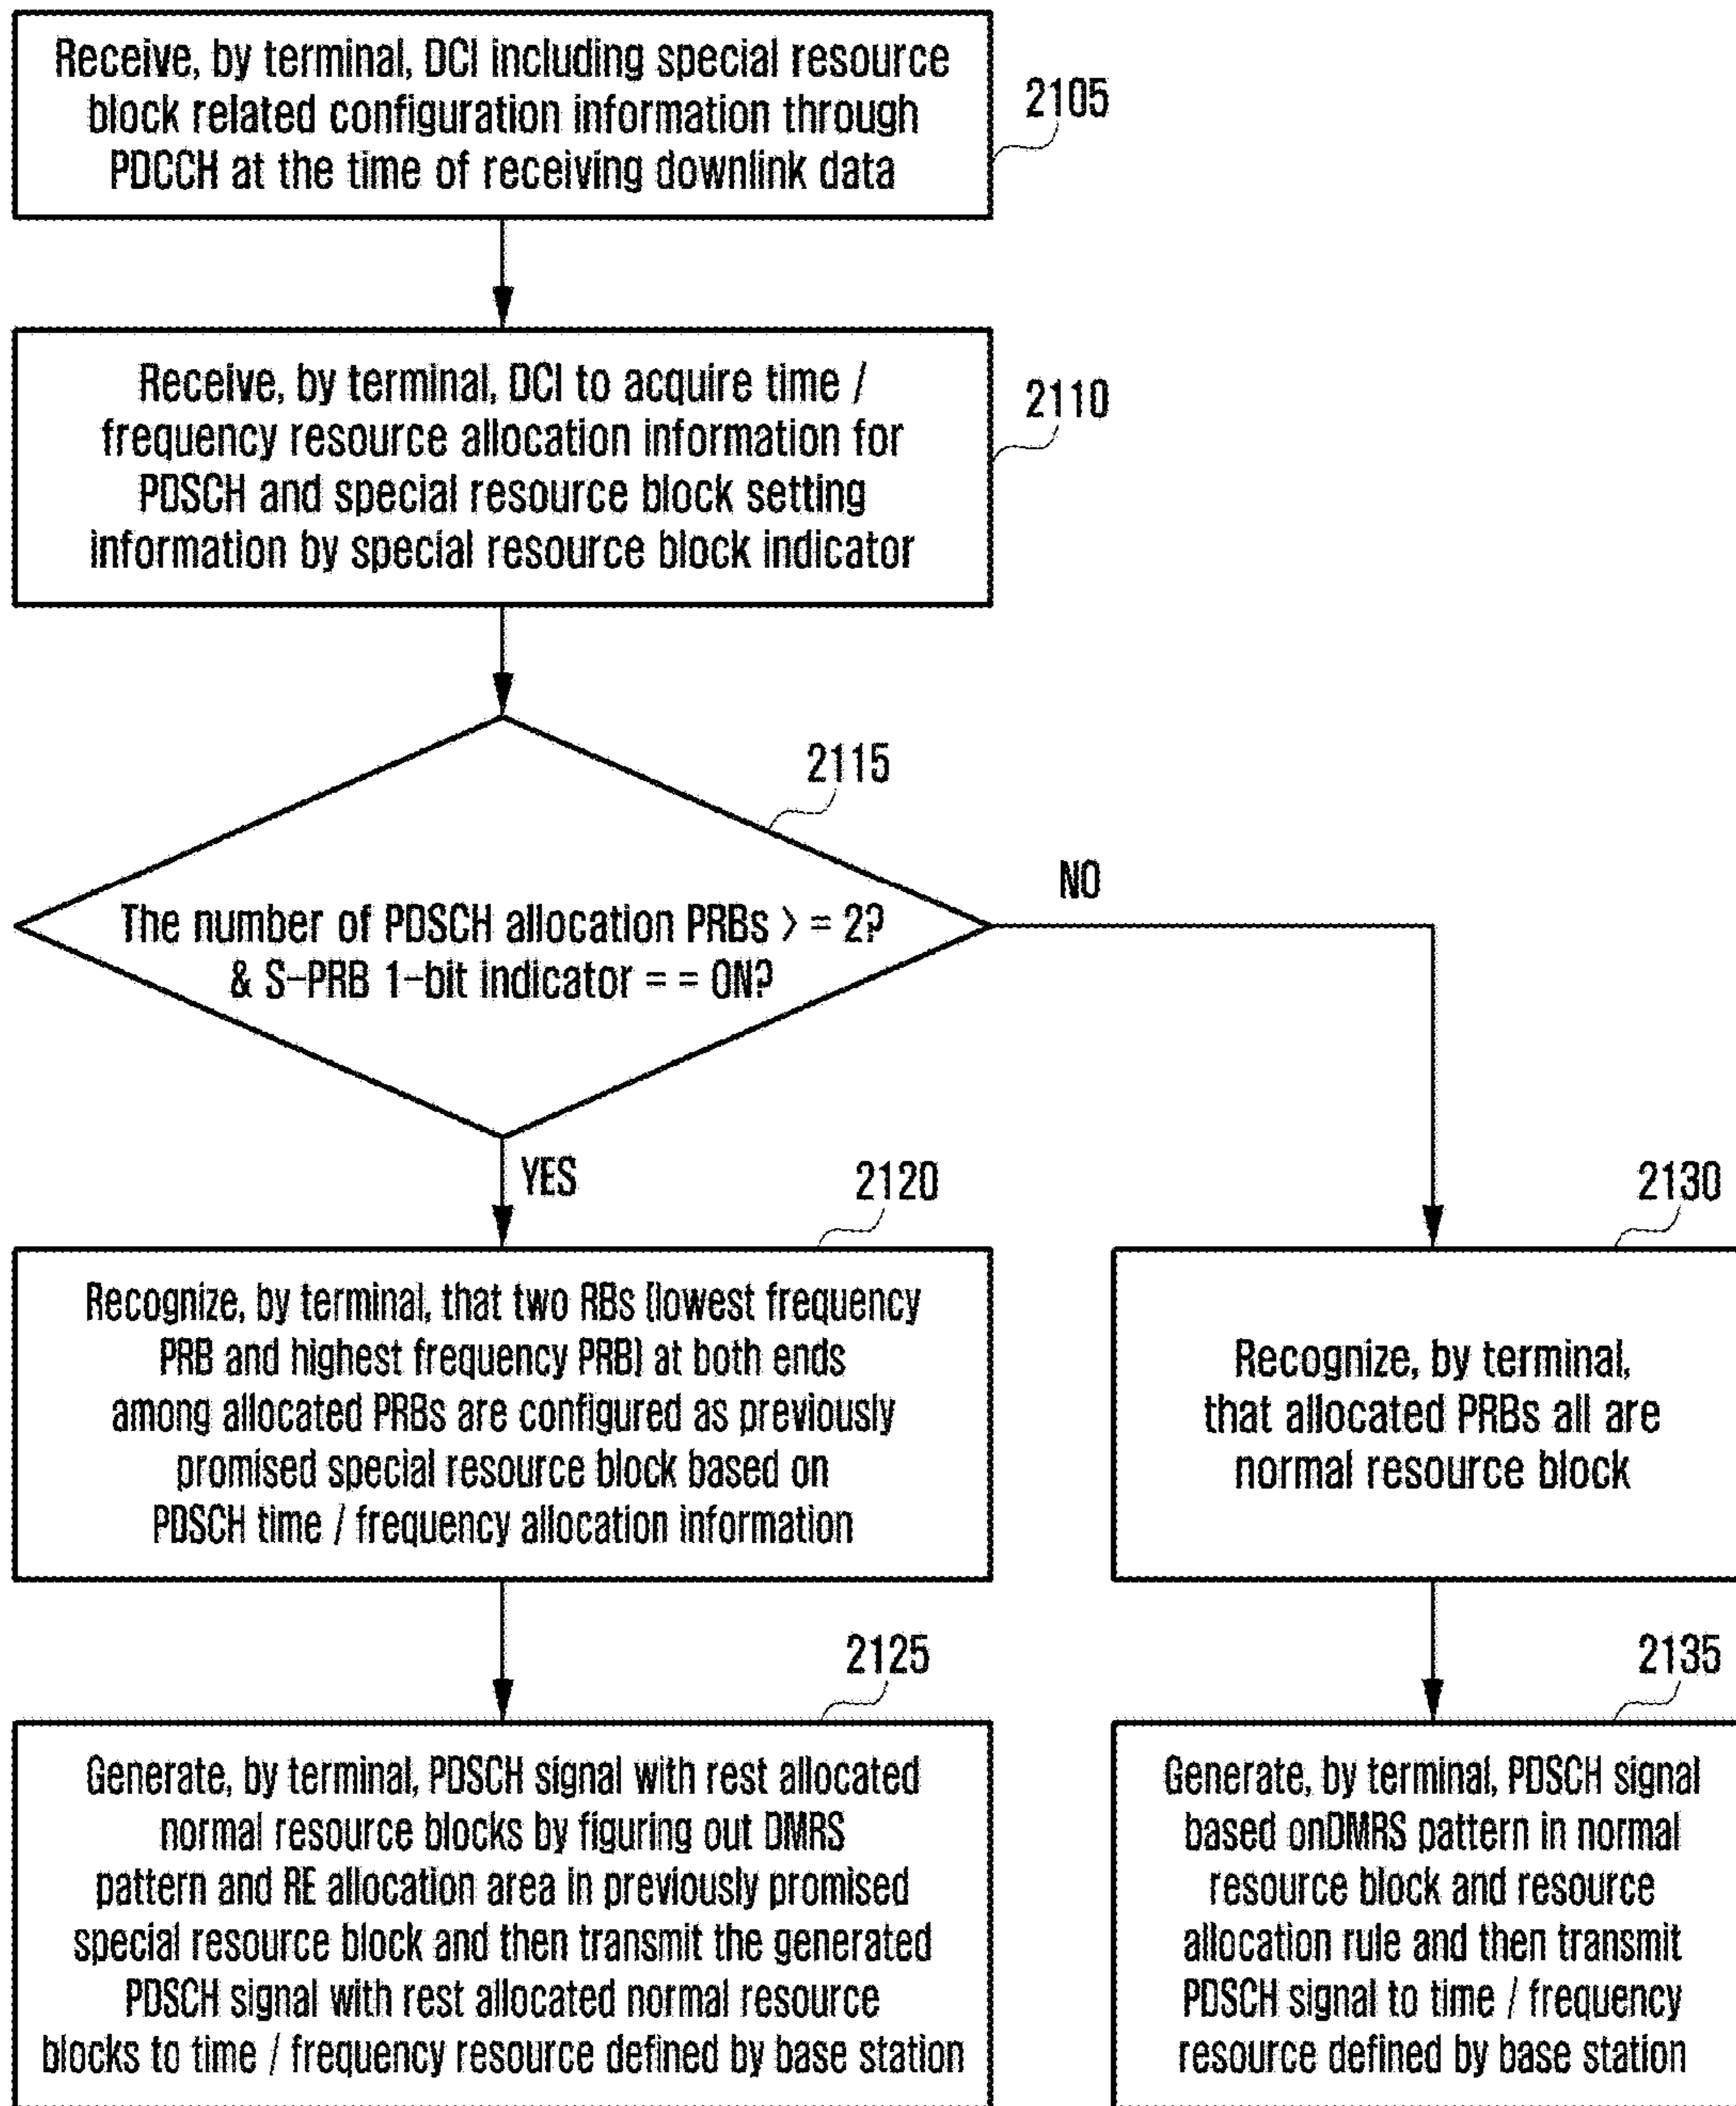 Receive, by terminal, DCI including special resource
block related configuration information through
PDCCH at the time of receiving downlink data
2105
Receive, by terminal, DCI to acquire time /
frequency resource allocation information for
PDSCH and special resource block setting
information by special resource block indicator
2110
2115
The number of PDSCH allocation PRBs > = 2?
& S-PRB 1-bit indicator = = ON?
NO
YES
2120
Recognize, by terminal, that two RBs (lowest frequency
PRB and highest frequency PRB) at both ends
among allocated PRBs are configured as previously
promised special resource block based on
PDSCH time / frequency allocation information
2130
Recognize, by terminal,
that allocated PRBs all are
normal resource block
2125
Generate, by terminal, PDSCH signal with rest allocated
normal resource blocks by figuring out DMRS
pattern and RE allocation area in previously promised
special resource block and then transmit the generated
PDSCH signal with rest allocated normal resource
blocks to time / frequency resource defined by base station
2135
Generate, by terminal, PDSCH signal
based onDMRS pattern in normal
resource block and resource
allocation rule and then transmit
PDSCH signal to time / frequency
resource defined by base station